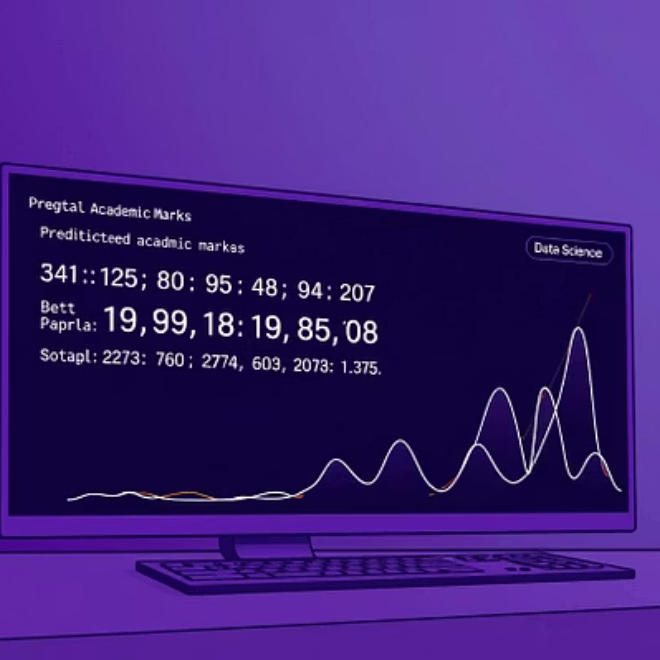 Pregtal Academic Marks
Prediticteed acadmic markes
Data Science
341::125; 80: 95: 48; 94: 207
Bett
Paprla: 19,99,18:19, 85,08
Sotapl: 2273: 760; 2774, 603, 2073: 1.375.